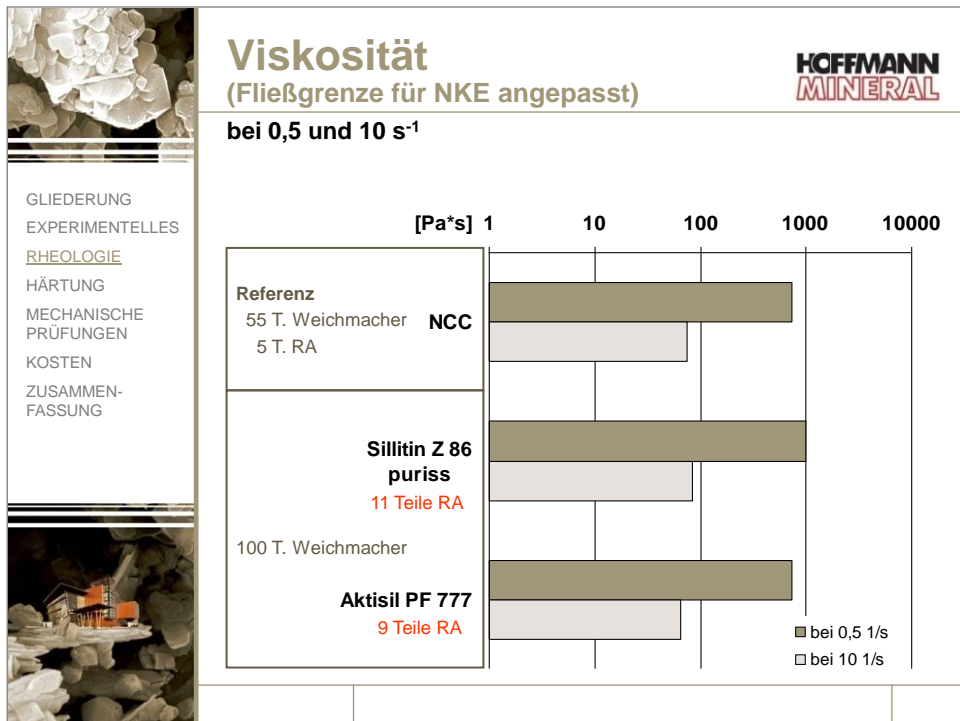 Viskosität
(Fließgrenze für NKE angepasst)
HOFFMANN
MINERAL
bei 0,5 und 10 s-1
GLIEDERUNG
EXPERIMENTELLES
RHEOLOGIE
HÄRTUNG
MECHANISCHE
PRÜFUNGEN
KOSTEN
ZUSAMMEN-
FASSUNG
[Pa*s] 1 10 100 1000 10000
Referenz
55 T. Weichmacher NCC
5 T. RA
Sillitin Z 86
puriss
11 Teile RA
100 T. Weichmacher
Aktisil PF 777
9 Teile RA
bei 0,5 1/s
bei 10 1/s